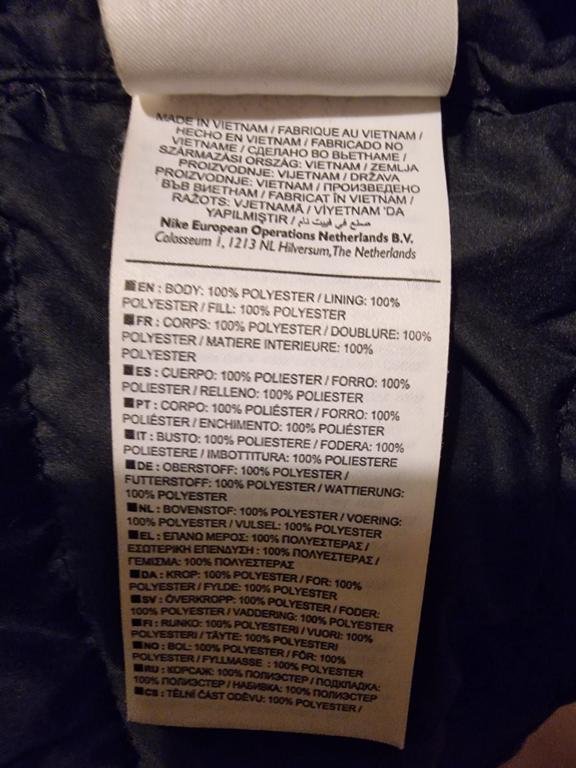 MADE IN VIETNAM / FABRIQUE AU VIETNAM /
HECHO EN VIETNAM / FABRICADO NO
VIETNAME / СДЕЛАНО ВО ВЬЕТНАМЕ /
SZÁRMAZÁSI ORSZÁG: VIETNAM / ZEMLJA
PROIZVODNJE: VIJETNAM / DRŽAVA
PROIZVODNJE: VIETNAM / ПРОИЗВЕДЕНО
ВЪВ ВИЕТНАМ / FABRICAT ÎN VIETNAM /
RAŽOTS: VJETNAMĀ / VİYETNAM 'DA
YAPILMIŞTIR / صنع في فييت نام
Nike European Operations Netherlands B.V.
Colosseum 1, 1213 NL Hilversum, The Netherlands
EN : BODY: 100% POLYESTER / LINING: 100%
POLYESTER / FILL: 100% POLYESTER
FR : CORPS: 100% POLYESTER / DOUBLURE: 100%
POLYESTER / MATIERE INTERIEURE: 100%
POLYESTER
ES : CUERPO: 100% POLIESTER / FORRO: 100%
POLIESTER / RELLENO: 100% POLIESTER
PT : CORPO: 100% POLIÉSTER / FORRO: 100%
POLIÉSTER / ENCHIMENTO: 100% POLIÉSTER
IT : BUSTO: 100% POLIESTERE / FODERA: 100%
POLIESTERE / IMBOTTITURA: 100% POLIESTERE
DE : OBERSTOFF: 100% POLYESTER /
FUTTERSTOFF: 100% POLYESTER / WATTIERUNG:
100% POLYESTER
NL : BOVENSTOF: 100% POLYESTER / VOERING:
100% POLYESTER / VULSEL: 100% POLYESTER
EL : ΕΠΑΝΩ ΜΕΡΟΣ: 100% ΠΟΛΥΕΣΤΕΡΑΣ /
ΕΣΩΤΕΡΙΚΗ ΕΠΕΝΔΥΣΗ : 100% ΠΟΛΥΕΣΤΕΡΑΣ /
ΓΕΜΙΣΜΑ: 100% ΠΟΛΥΕΣΤΕΡΑΣ
DA : KROP: 100% POLYESTER / FOR: 100%
POLYESTER / FYLDE: 100% POLYESTER
SV : ÖVERKROPP: 100% POLYESTER / FODER:
100% POLYESTER / VADDERING: 100% POLYESTER
FI : RUNKO: 100% POLYESTERI / VUORI: 100%
POLYESTERI / TÄYTE: 100% POLYESTERI
NO : BOL: 100% POLYESTER / FÔR: 100%
POLYESTER / FYLLMASSE : 100% POLYESTER
RU : КОРСАЖ: 100% ПОЛИЭСТЕР / ПОДКЛАДКА:
100% ПОЛИЭСТЕР / НАБИВКА: 100% ПОЛИЭСТЕР
CS : TĚLNÍ ČÁST ODĚVU: 100% POLYESTER /